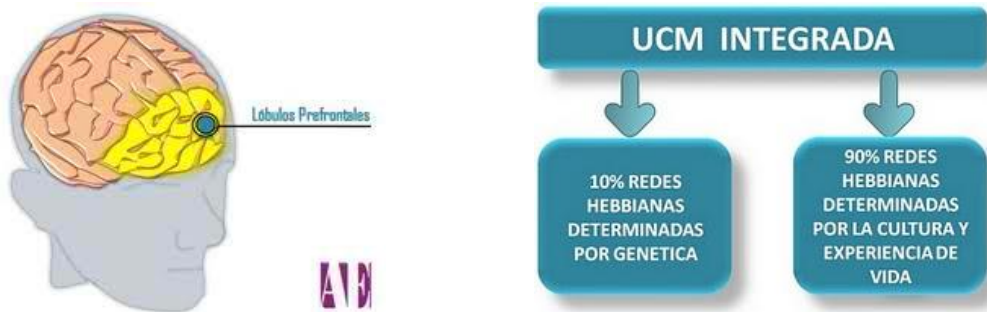 Lóbulos Prefrontales
AE
UCM INTEGRADA
10% REDES
HEBBIANAS
DETERMINADAS
POR GENETICA
90% REDES
HEBBIANAS
DETERMINADAS
POR LA CULTURA Y
EXPERIENCIA DE
VIDA